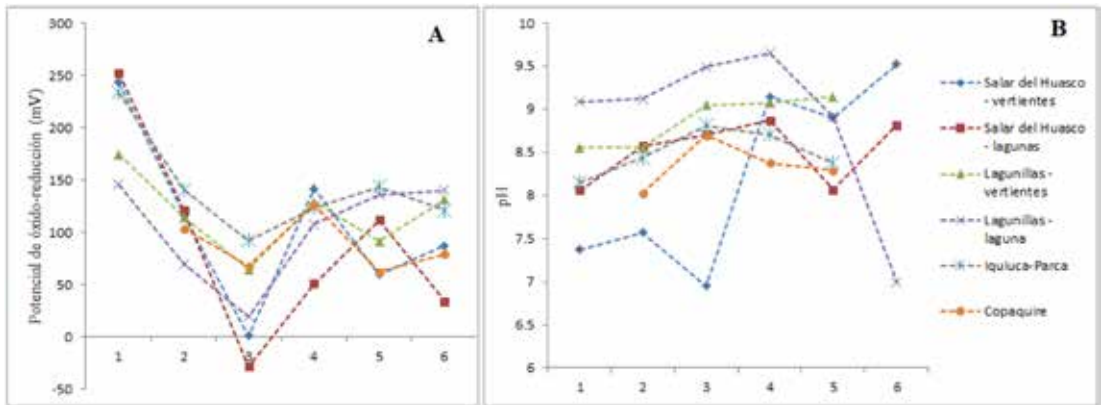 A
Potencial de óxido-reducción (mV)
300
250
200
150
100
50
0
-50
1 2 3 4 5 6
B
pH
10
9.5
9
8.5
8
7.5
7
6.5
6
1 2 3 4 5 6
Salar del Huasco
- vertientes
Salar del Huasco
- lagunas
Lagunillas -
vertientes
Lagunillas -
laguna
Iquiuca-Parca
Copaquire